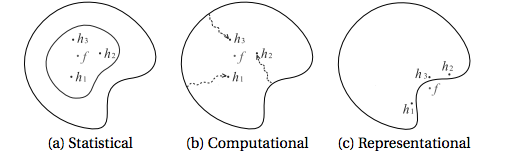 h3
f
h2
h1
h3
f
h2
h1
h2
h3
f
h1
(a) Statistical
(b) Computational
(c) Representational